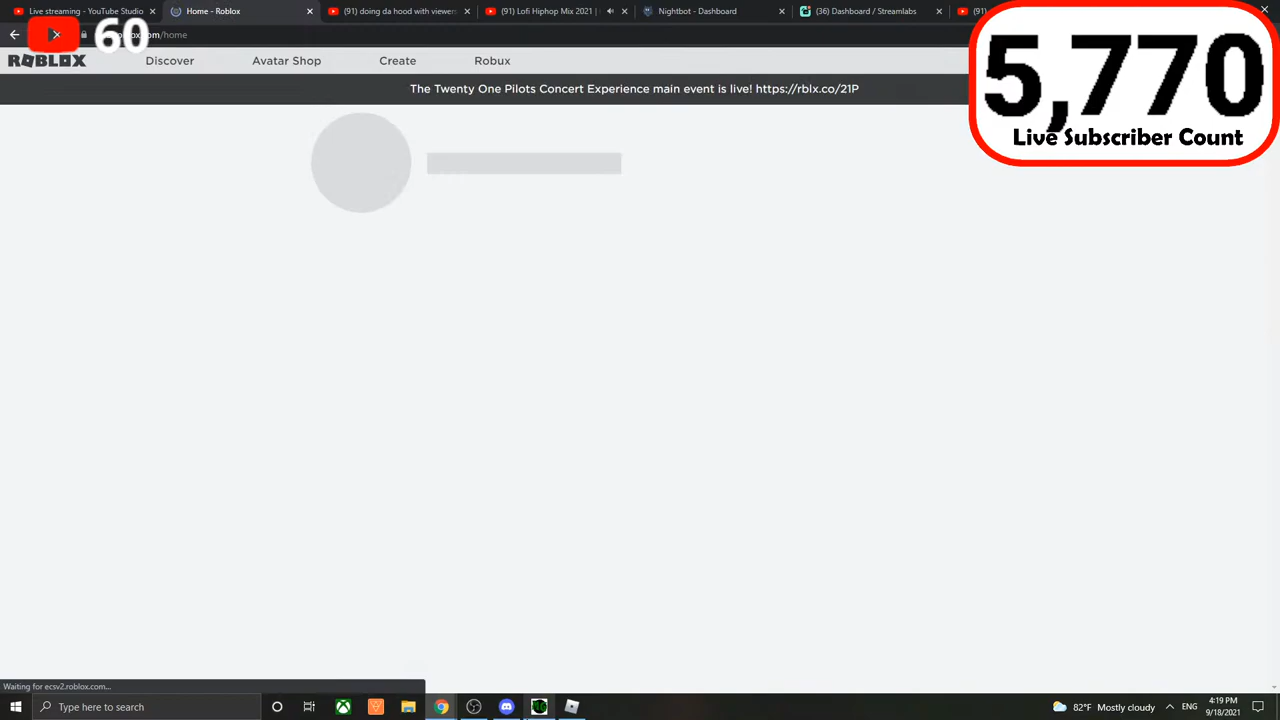 Live streaming - YouTube Studio
Home - Roblox
(91) doing da hood with viewer
(91) Lofi Hiphop Mix 2021 |
Nightbot - Dashboard
(36) Dashboard / Streamlabs
(91)
60
.com/home
ROBLOX
Discover
Avatar Shop
Create
Robux
The Twenty One Pilots Concert Experience main event is live! https://rblx.co/21P
5,770
Live Subscriber Count
Waiting for ecsv2.roblox.com...
Type here to search
82°F Mostly cloudy
ENG
4:19 PM
9/18/2021